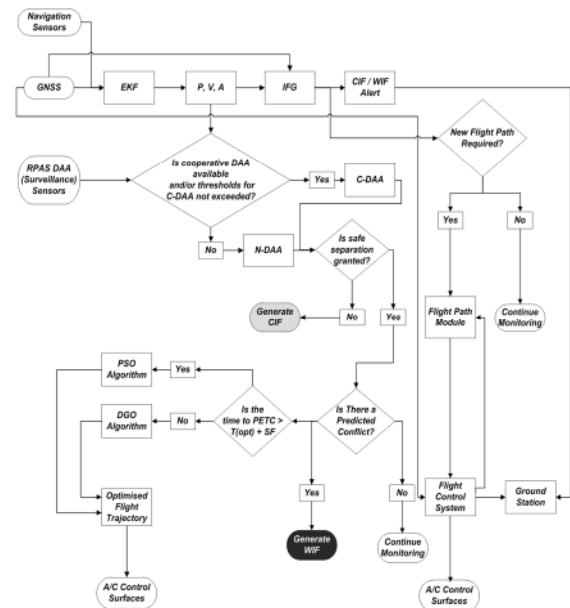 Navigation
Sensors
GNSS
EKF
P, V, A
IFG
CIF / WIF
Alert
New Flight Path
Required?
RPAS DAA
(Surveillance)
Sensors
Is cooperative DAA
available
and/or thresholds for
C-DAA not exceeded?
Yes
C-DAA
Yes
No
No
N-DAA
Is safe
separation
granted?
Generate
CIF
No
Yes
Flight Path
Module
Continue
Monitoring
PSO
Algorithm
Yes
DGO
Algorithm
No
Is the
time to PETC >
T(opt) + SF
Is There a
Predicted
Conflict?
Yes
No
Optimised
Flight
Trajectory
Flight
Control
System
Ground
Station
Generate
WIF
Continue
Monitoring
A/C Control
Surfaces
A/C Control
Surfaces